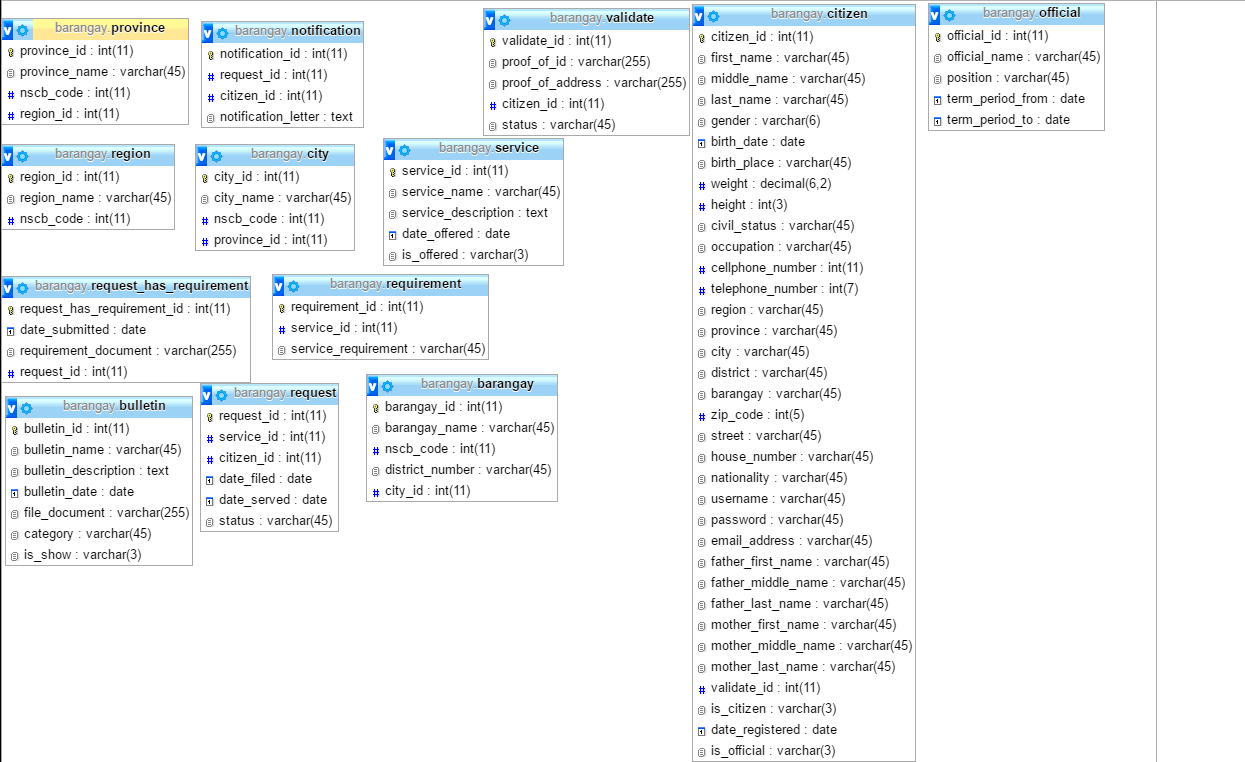 barangay.province
province_id : int(11)
province_name : varchar(45)
nscb_code : int(11)
region_id : int(11)
barangay.notification
notification_id : int(11)
request_id : int(11)
citizen_id : int(11)
notification_letter : text
barangay.validate
validate_id : int(11)
proof_of_id : varchar(255)
proof_of_address : varchar(255)
citizen_id : int(11)
status : varchar(45)
barangay.citizen
citizen_id : int(11)
first_name : varchar(45)
middle_name : varchar(45)
last_name : varchar(45)
gender : varchar(6)
birth_date : date
birth_place : varchar(45)
weight : decimal(6,2)
height : int(3)
civil_status : varchar(45)
occupation : varchar(45)
cellphone_number : int(11)
telephone_number : int(7)
region : varchar(45)
province : varchar(45)
city : varchar(45)
district : varchar(45)
barangay : varchar(45)
zip_code : int(5)
street : varchar(45)
house_number : varchar(45)
nationality : varchar(45)
username : varchar(45)
password : varchar(45)
email_address : varchar(45)
father_first_name : varchar(45)
father_middle_name : varchar(45)
father_last_name : varchar(45)
mother_first_name : varchar(45)
mother_middle_name : varchar(45)
mother_last_name : varchar(45)
validate_id : int(11)
is_citizen : varchar(3)
date_registered : date
is_official : varchar(3)
barangay.official
official_id : int(11)
official_name : varchar(45)
position : varchar(45)
term_period_from : date
term_period_to : date
barangay.region
region_id : int(11)
region_name : varchar(45)
nscb_code : int(11)
barangay.city
city_id : int(11)
city_name : varchar(45)
nscb_code : int(11)
province_id : int(11)
barangay.service
service_id : int(11)
service_name : varchar(45)
service_description : text
date_offered : date
is_offered : varchar(3)
barangay.request_has_requirement
request_has_requirement_id : int(11)
date_submitted : date
requirement_document : varchar(255)
request_id : int(11)
barangay.requirement
requirement_id : int(11)
service_id : int(11)
service_requirement : varchar(45)
barangay.bulletin
bulletin_id : int(11)
bulletin_name : varchar(45)
bulletin_description : text
bulletin_date : date
file_document : varchar(255)
category : varchar(45)
is_show : varchar(3)
barangay.request
request_id : int(11)
service_id : int(11)
citizen_id : int(11)
date_filed : date
date_served : date
status : varchar(45)
barangay.barangay
barangay_id : int(11)
barangay_name : varchar(45)
nscb_code : int(11)
district_number : varchar(45)
city_id : int(11)